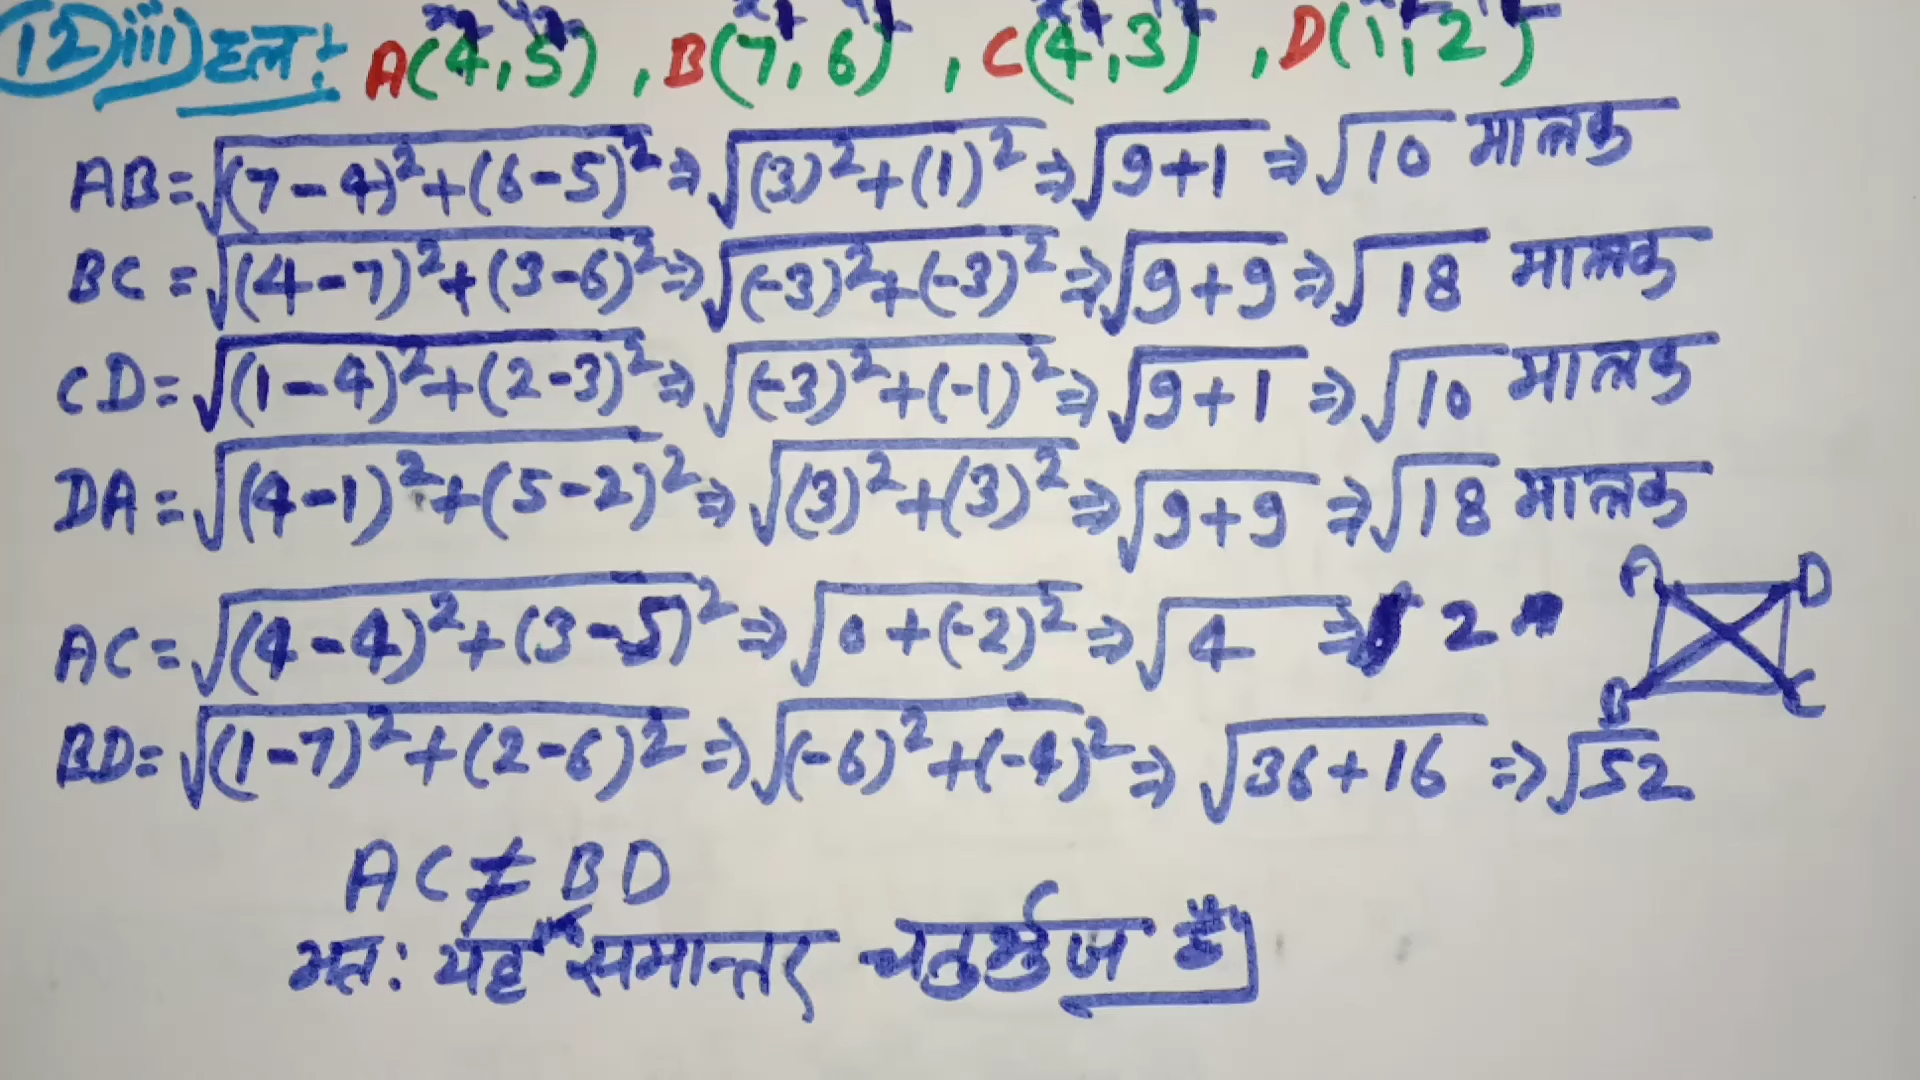 12 iii) हल:- A(4,5), B(7,6), C(4,3), D(1,2)
AB=√(7-4)²+(6-5)² ⇒ √(3)²+(1)² ⇒ √9+1 ⇒ √10 मात्रक
BC=√(4-7)²+(3-6)² ⇒ √(-3)²+(-3)² ⇒ √9+9 ⇒ √18 मात्रक
CD=√(1-4)²+(2-3)² ⇒ √(-3)²+(-1)² ⇒ √9+1 ⇒ √10 मात्रक
DA=√(4-1)²+(5-2)² ⇒ √(3)²+(3)² ⇒ √9+9 ⇒ √18 मात्रक
AC=√(4-4)²+(3-5)² ⇒ √0+(-2)² ⇒ √4 ⇒ 2 "
A D
B C
BD=√(1-7)²+(2-6)² ⇒ √(-6)²+(-4)² ⇒ √36+16 ⇒ √52
AC≠BD
अत: यह समान्तर चतुर्भुज है।